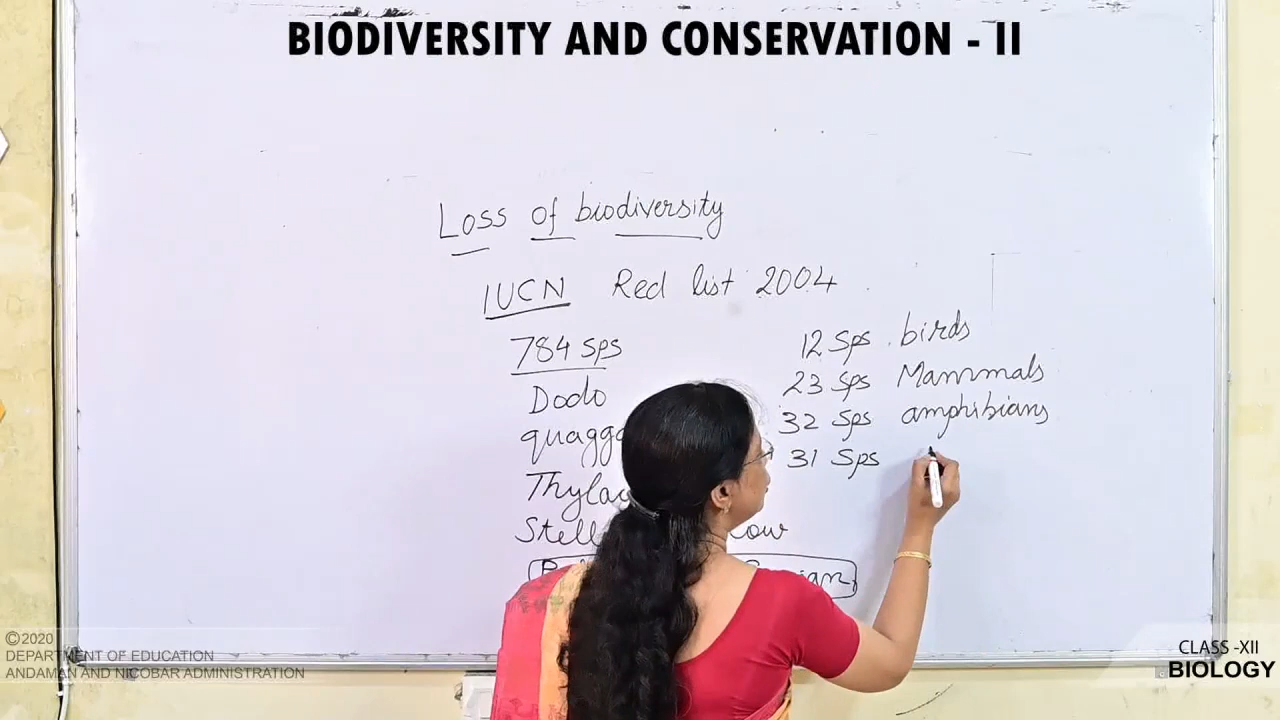 BIODIVERSITY AND CONSERVATION - II
Loss of biodiversity
IUCN Red list 2004
784 Sps
Dodo
12 Sps birds
23 Sps Mammals
32 Sps amphibians
31 Sps
©2020
DEPARTMENT OF EDUCATION
ANDAMAN AND NICOBAR ADMINISTRATION
CLASS -XII
BIOLOGY